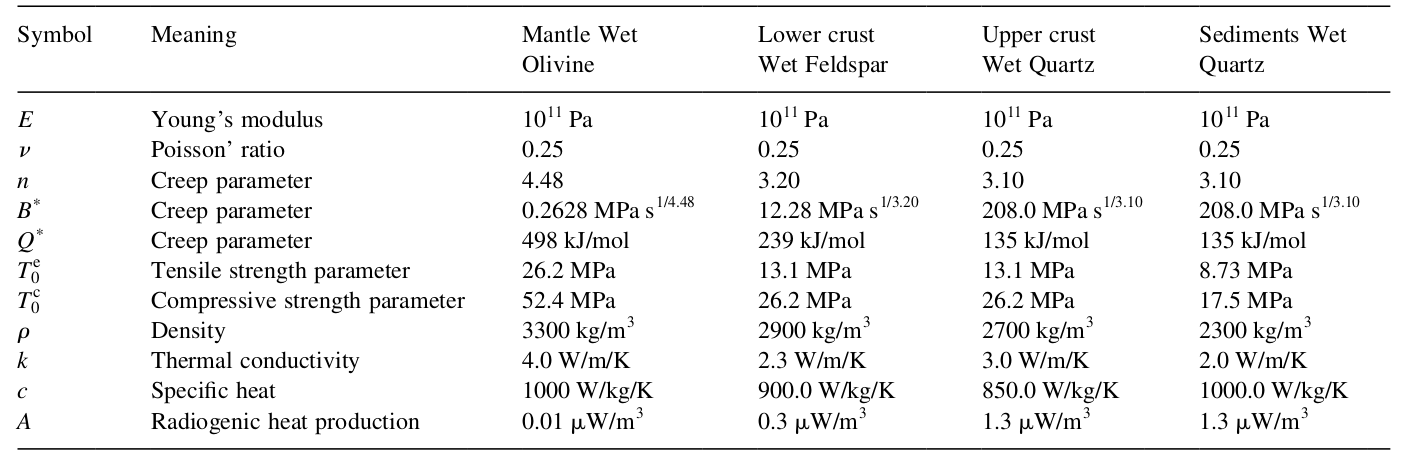 Symbol Meaning Mantle Wet Olivine Lower crust Wet Feldspar Upper crust Wet Quartz Sediments Wet Quartz
E Young's modulus 10^11 Pa 10^11 Pa 10^11 Pa 10^11 Pa
ν Poisson' ratio 0.25 0.25 0.25 0.25
n Creep parameter 4.48 3.20 3.10 3.10
B* Creep parameter 0.2628 MPa s^1/4.48 12.28 MPa s^1/3.20 208.0 MPa s^1/3.10 208.0 MPa s^1/3.10
Q* Creep parameter 498 kJ/mol 239 kJ/mol 135 kJ/mol 135 kJ/mol
T_0^e Tensile strength parameter 26.2 MPa 13.1 MPa 13.1 MPa 8.73 MPa
T_0^c Compressive strength parameter 52.4 MPa 26.2 MPa 26.2 MPa 17.5 MPa
ρ Density 3300 kg/m^3 2900 kg/m^3 2700 kg/m^3 2300 kg/m^3
k Thermal conductivity 4.0 W/m/K 2.3 W/m/K 3.0 W/m/K 2.0 W/m/K
c Specific heat 1000 W/kg/K 900.0 W/kg/K 850.0 W/kg/K 1000.0 W/kg/K
A Radiogenic heat production 0.01 μW/m^3 0.3 μW/m^3 1.3 μW/m^3 1.3 μW/m^3